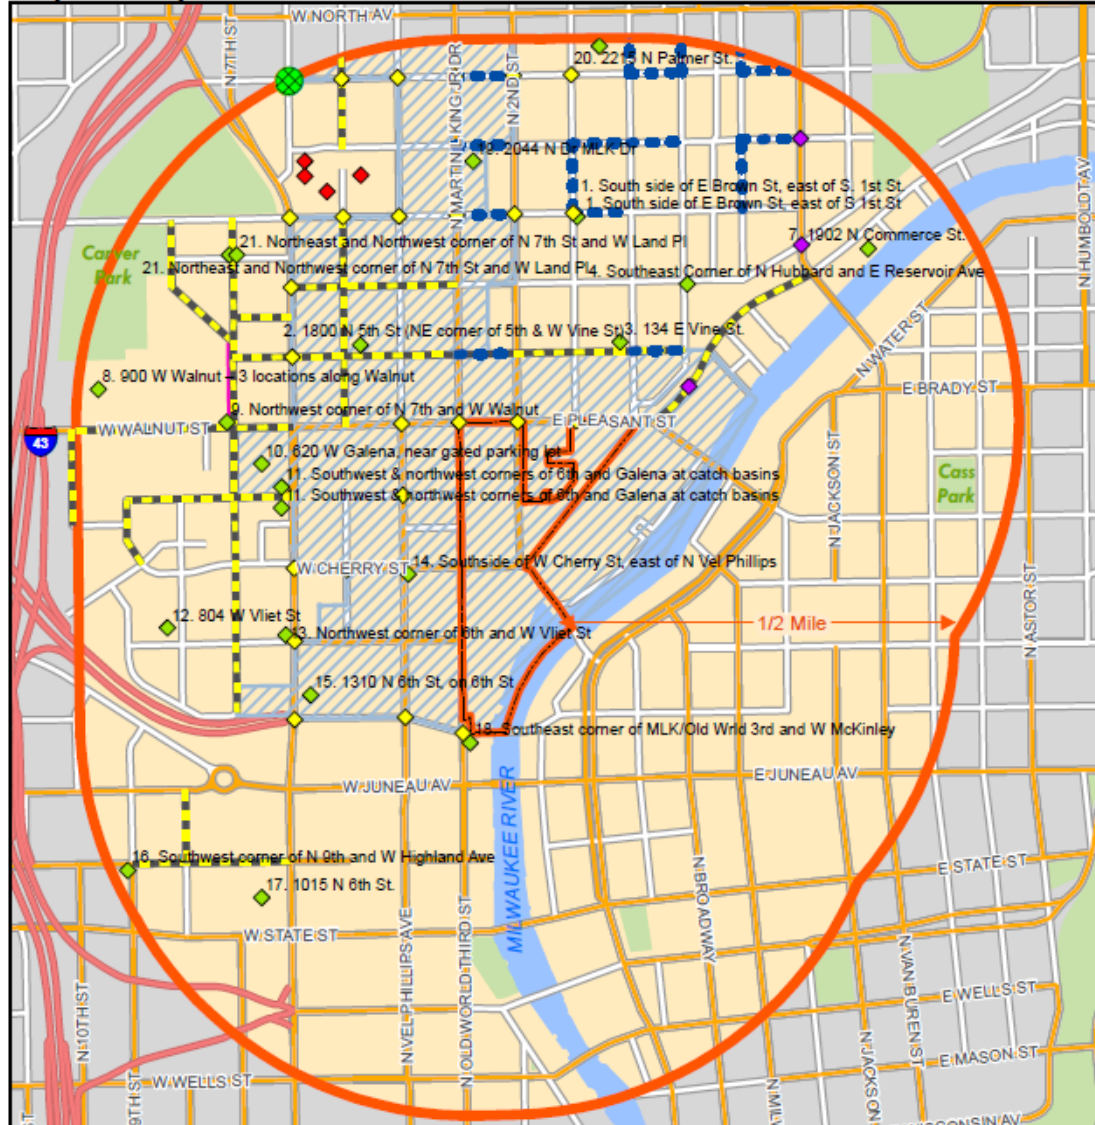 W NORTH AV
N 7TH ST
N MARTIN L KING JR DR
N 2ND ST
20. 2215 N Palmer St.
19. 2044 N Dr MLK Dr
1. South side of E Brown St, east of S. 1st St.
1. South side of E Brown St, east of S 1st St
7. 1902 N Commerce St.
N HUMBOLDT AV
Carver
Park
21. Northeast and Northwest corner of N 7th St and W Land Pl
21. Northeast and Northwest corner of N 7th St and W Land Pl
4. Southeast Corner of N Hubbard and E Reservoir Ave
2. 1800 N 5th St (NE corner of 5th & W Vine St)
3. 134 E Vine St.
N WATER ST
8. 900 W Walnut - 3 locations along Walnut
E BRADY ST
9. Northwest corner of N 7th and W Walnut
W WALNUT ST
E PLEASANT ST
43
10. 620 W Galena, near gated parking lot
11. Southwest & northwest corners of 6th and Galena at catch basins
11. Southwest & northwest corners of 6th and Galena at catch basins
N JACKSON ST
Cass
Park
W CHERRY ST
14. Southside of W Cherry St, east of N Vel Phillips
N ASTOR ST
12. 804 W Vliet St
13. Northwest corner of 6th and W Vliet St
1/2 Mile
15. 1310 N 6th St, on 6th St
18. Southeast corner of MLK/Old Wrld 3rd and W McKinley
W JUNEAU AV
E JUNEAU AV
MILWAUKEE RIVER
16. Southwest corner of N 9th and W Highland Ave
E STATE ST
17. 1015 N 6th St.
N BROADWAY
W STATE ST
N VEL PHILLIPS AVE
N OLD WORLD THIRD ST
N VAN BUREN ST
E WELLS ST
N 10TH ST
E MASON ST
W WELLS ST
9TH ST
N MILW
N JACKSON
ST
CONSIN AV